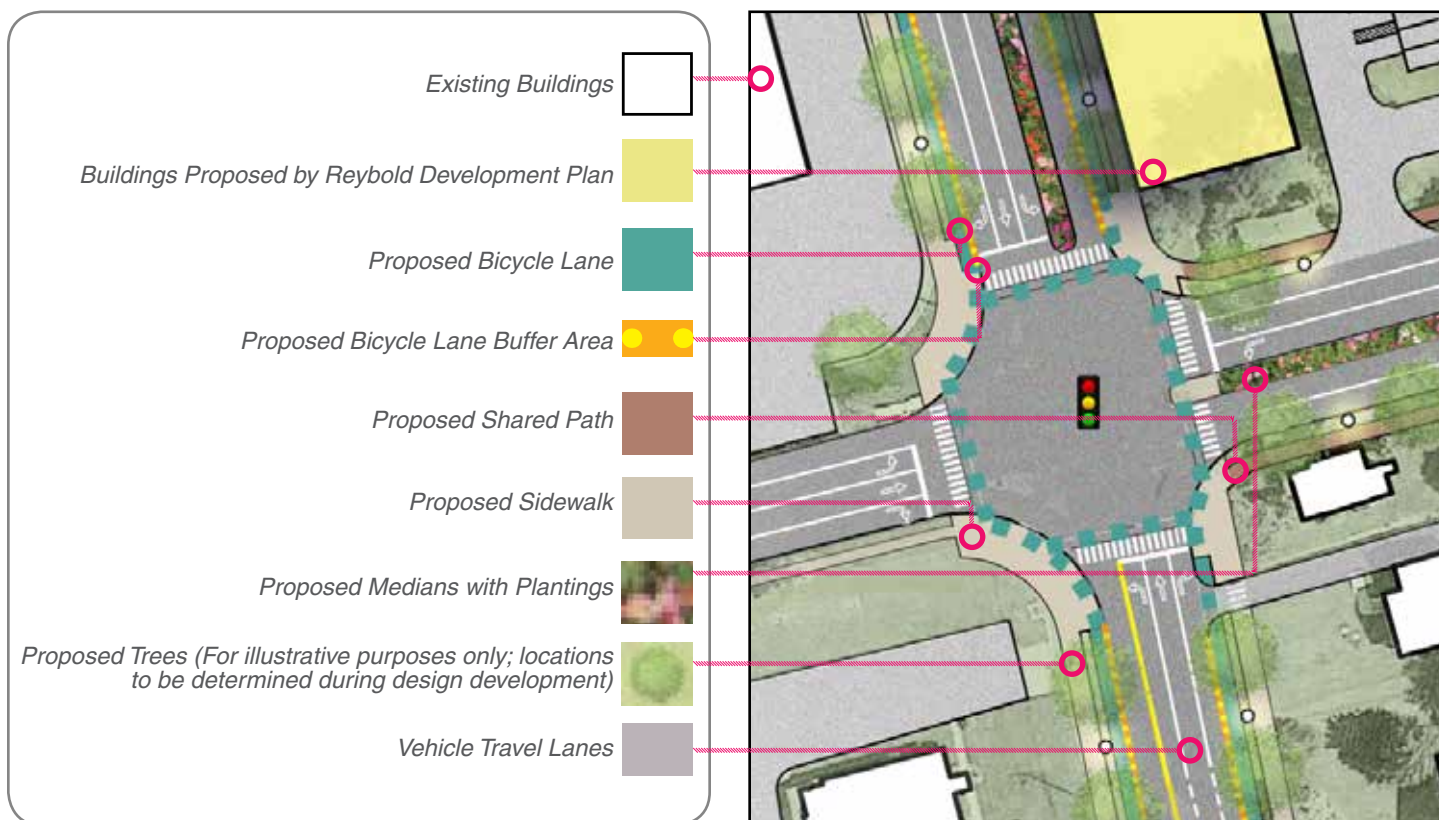 Existing Buildings
Buildings Proposed by Reybold Development Plan
Proposed Bicycle Lane
Proposed Bicycle Lane Buffer Area
Proposed Shared Path
Proposed Sidewalk
Proposed Medians with Plantings
Proposed Trees (For illustrative purposes only; locations
to be determined during design development)
Vehicle Travel Lanes